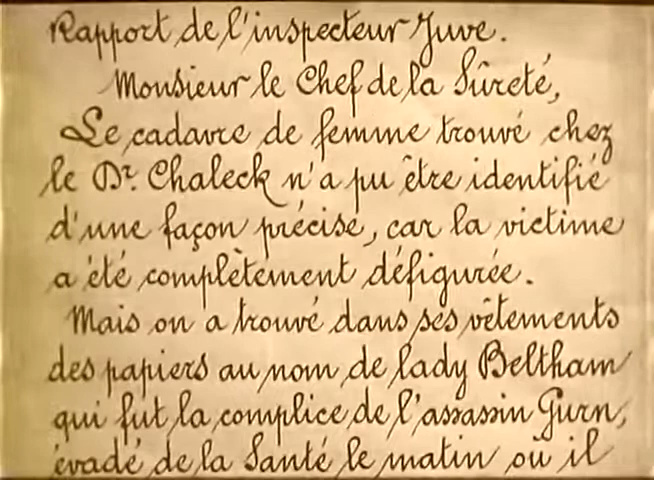 Rapport de l'inspecteur Juve.
Monsieur le Chef de la Sûreté,
Le cadavre de femme trouvé chez
le Dr. Chaleck n'a pu être identifié
d'une façon précise, car la victime
a été complètement défigurée.
Mais on a trouvé dans ses vêtements
des papiers au nom de lady Beltham
qui fut la complice de l'assassin Gurn,
évadé de la Santé le matin où il